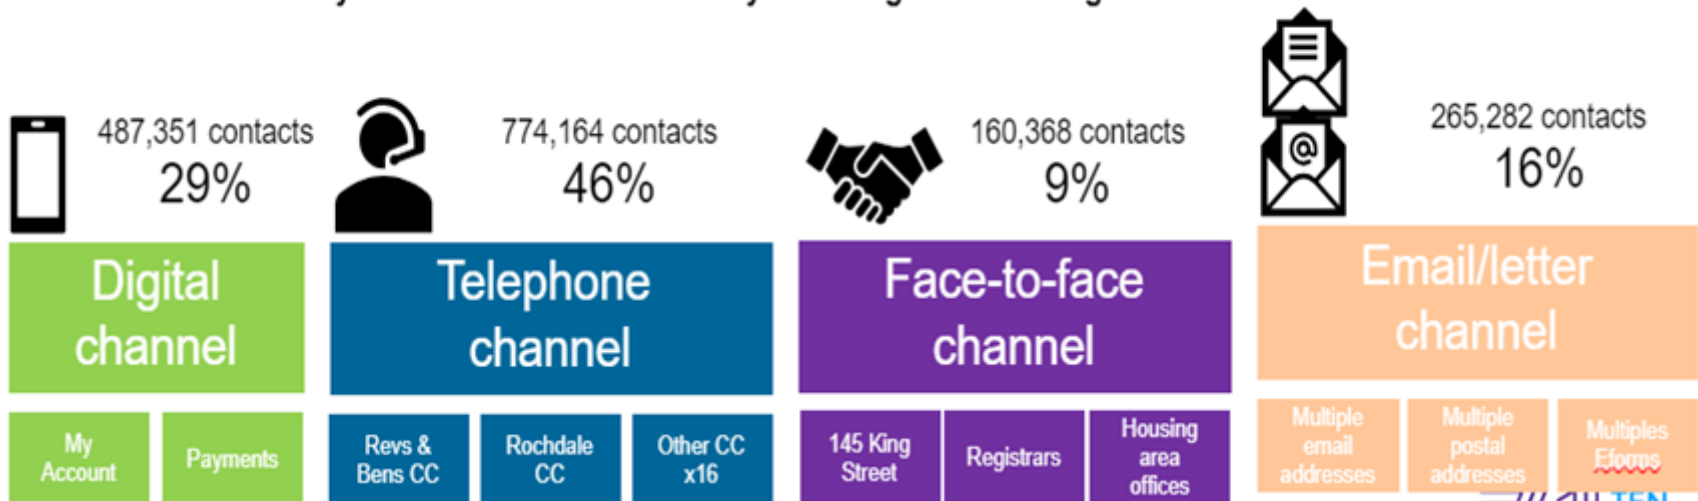 487,351 contacts
29%
774,164 contacts
46%
160,368 contacts
9%
@
265,282 contacts
16%
Digital
channel
Telephone
channel
Face-to-face
channel
Email/letter
channel
My
Account
Payments
Revs &
Bens CC
Rochdale
CC
Other CC
x16
145 King
Street
Registrars
Housing
area
offices
Multiple
email
addresses
Multiple
postal
addresses
Multiples
Eforms
TEN